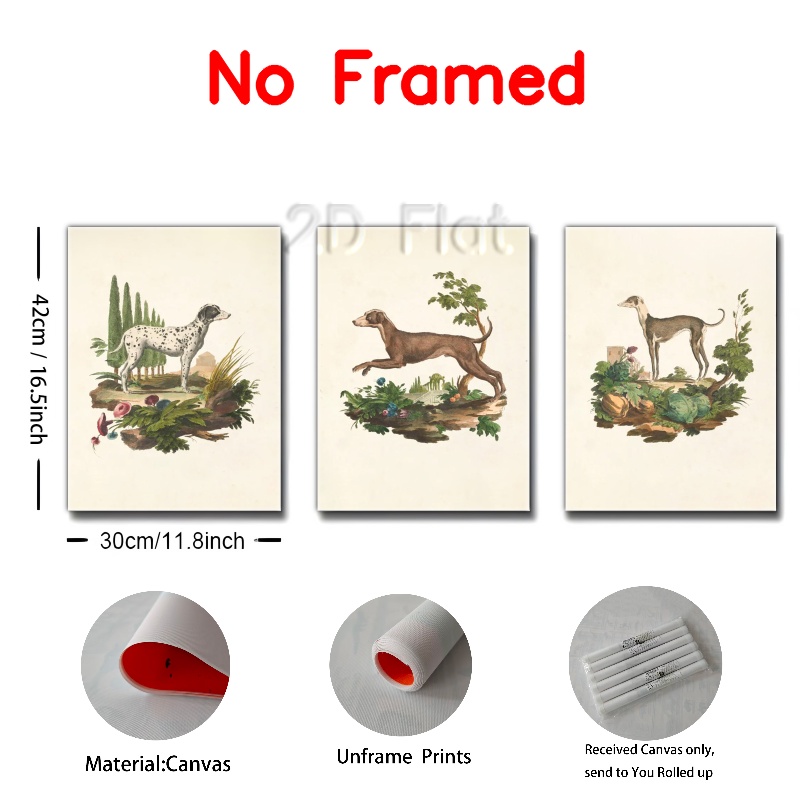 No Framed
2D Flat
42cm / 16.5inch
30cm/11.8inch
Material:Canvas
Unframe Prints
Received Canvas only,
send to You Rolled up